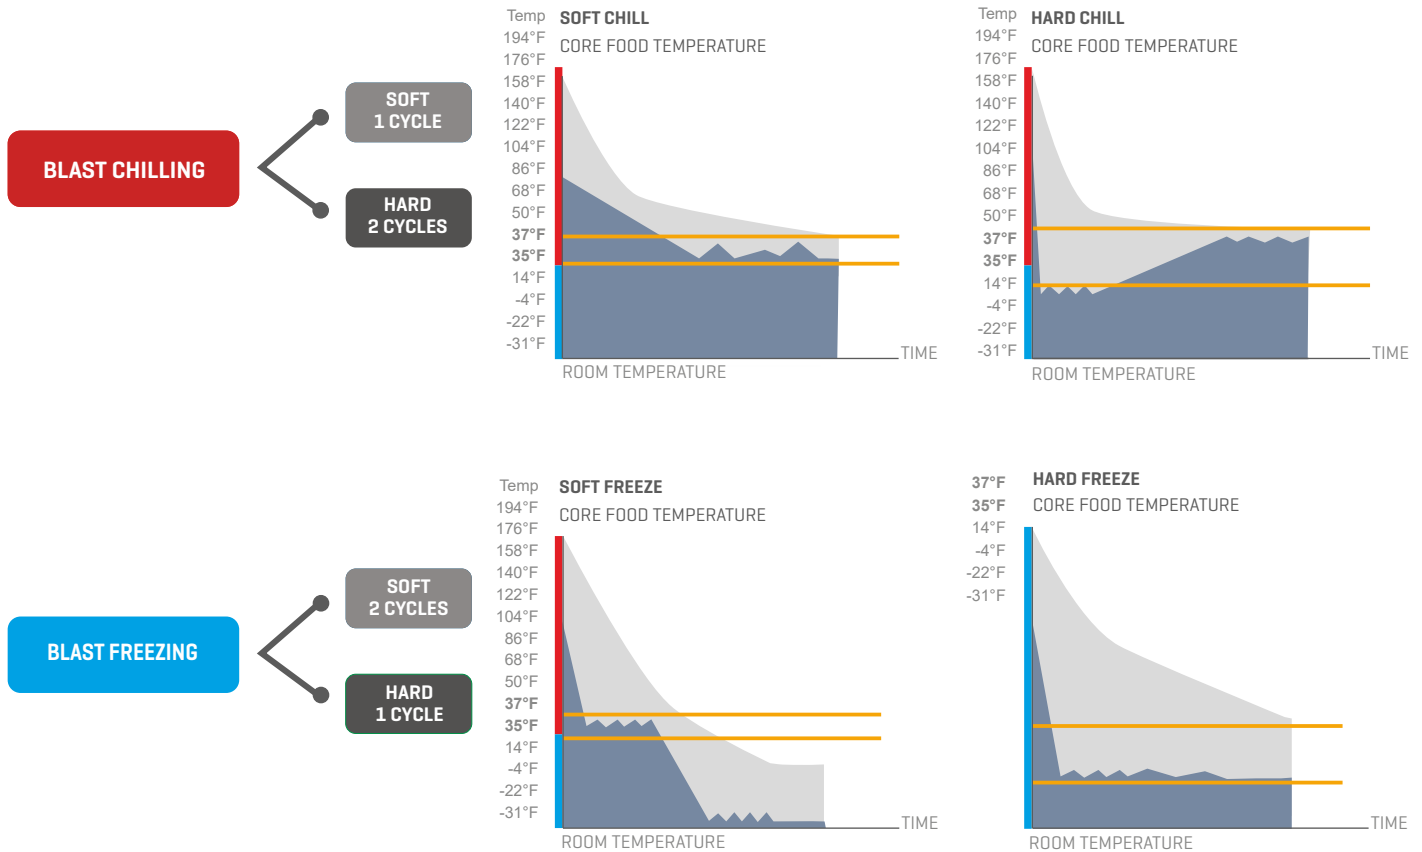 BLAST CHILLING
SOFT
1 CYCLE
HARD
2 CYCLES
Temp
194°F
176°F
158°F
140°F
122°F
104°F
86°F
68°F
50°F
37°F
35°F
14°F
-4°F
-22°F
-31°F
SOFT CHILL
CORE FOOD TEMPERATURE
TIME
ROOM TEMPERATURE
Temp
194°F
176°F
158°F
140°F
122°F
104°F
86°F
68°F
50°F
37°F
35°F
14°F
-4°F
-22°F
-31°F
HARD CHILL
CORE FOOD TEMPERATURE
TIME
ROOM TEMPERATURE
BLAST FREEZING
SOFT
2 CYCLES
HARD
1 CYCLE
Temp
194°F
176°F
158°F
140°F
122°F
104°F
86°F
68°F
50°F
37°F
35°F
14°F
-4°F
-22°F
-31°F
SOFT FREEZE
CORE FOOD TEMPERATURE
TIME
ROOM TEMPERATURE
37°F
35°F
14°F
-4°F
-22°F
-31°F
HARD FREEZE
CORE FOOD TEMPERATURE
TIME
ROOM TEMPERATURE